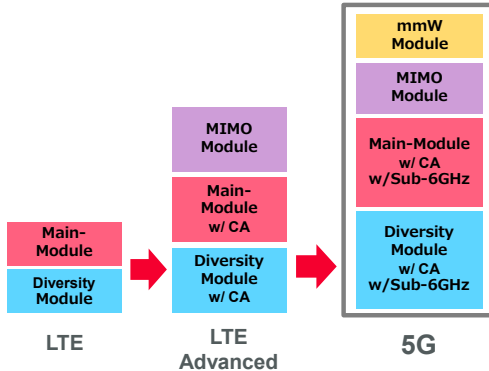 Main-
Module
Diversity
Module
LTE
MIMO
Module
Main-
Module
w/ CA
Diversity
Module
w/ CA
LTE
Advanced
mmW
Module
MIMO
Module
Main-Module
w/ CA
w/Sub-6GHz
Diversity
Module
w/ CA
w/Sub-6GHz
5G